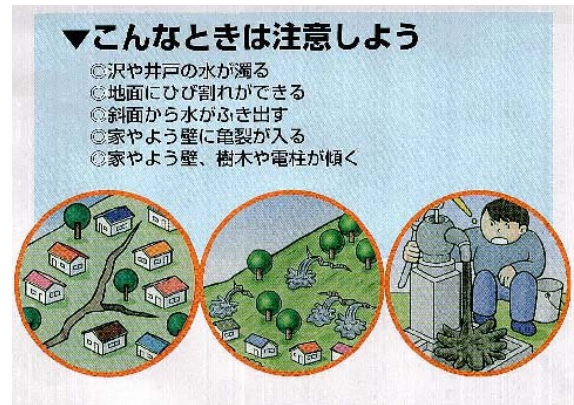 ▼こんなときは注意しよう
◎沢や井戸の水が濁る
◎地面にひび割れができる
◎斜面から水がふき出す
◎家やよう壁に亀裂が入る
◎家やよう壁、樹木や電柱が傾く